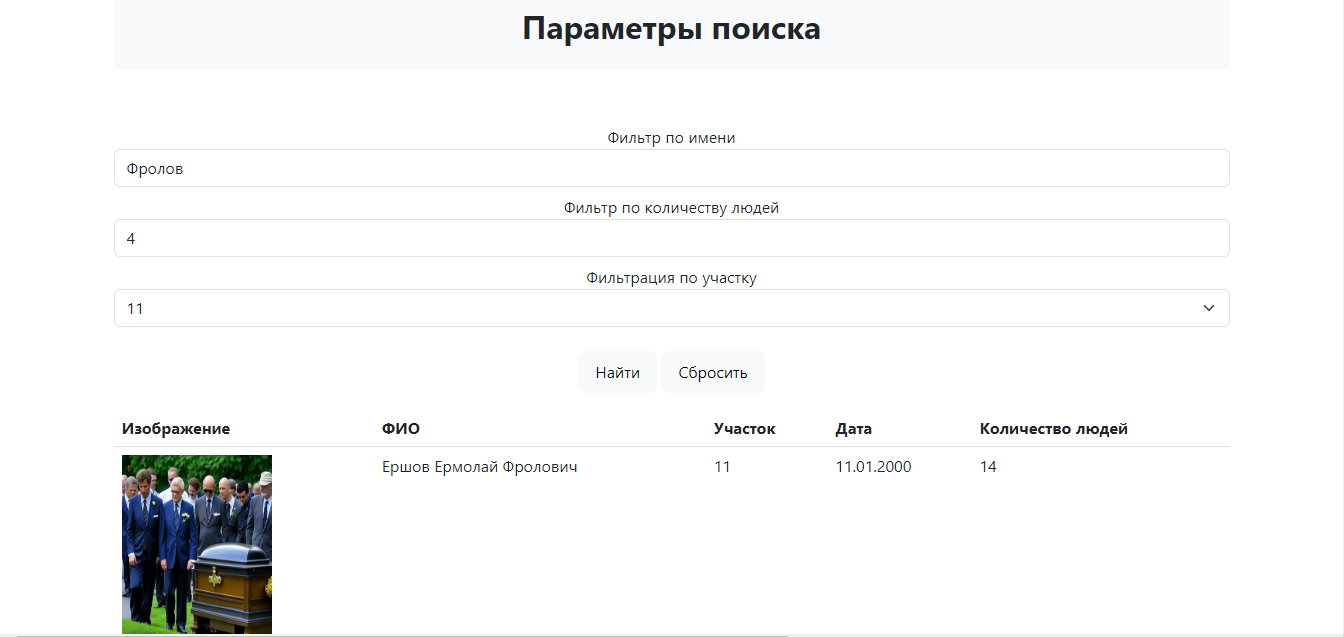 Параметры поиска
Фильтр по имени
Фролов
Фильтр по количеству людей
4
Фильтрация по участку
11
Найти Сбросить
Изображение ФИО Участок Дата Количество людей
Ершов Ермолай Фролович 11 11.01.2000 14